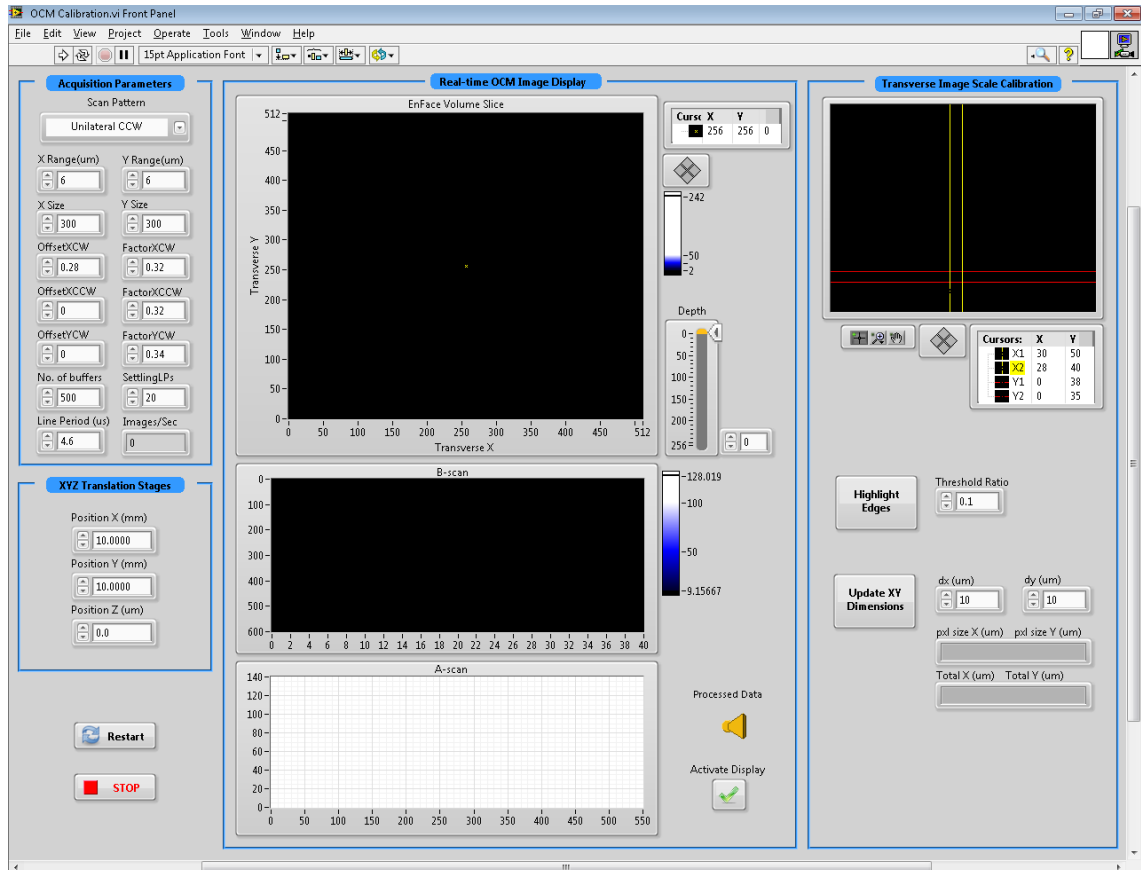 OCM Calibration.vi Front Panel
File Edit View Project Operate Tools Window Help
15pt Application Font
Acquisition Parameters
Scan Pattern
Unilateral CCW
X Range(um) Y Range(um)
6 6
X Size Y Size
300 300
OffsetXCW FactorXCW
0.28 0.32
OffsetXCCW FactorXCCW
0 0.32
OffsetYCW FactorYCW
0 0.34
No. of buffers SettlingLPs
500 20
Line Period (us) Images/Sec
4.6 0
XYZ Translation Stages
Position X (mm)
10.0000
Position Y (mm)
10.0000
Position Z (um)
0.0
Restart
STOP
Real-time OCM Image Display
EnFace Volume Slice
512
450
400
350
300
250
200
150
100
50
0
Transverse Y
0 50 100 150 200 250 300 350 400 450 512
Transverse X
Cursc X Y
256 256 0
242
50
2
Depth
0
50
100
150
200
256
0
B-scan
0
100
200
300
400
500
600
0 2 4 6 8 10 12 14 16 18 20 22 24 26 28 30 32 34 36 38 40
128.019
100
50
9.15667
A-scan
140
120
100
80
60
40
20
0
0 50 100 150 200 250 300 350 400 450 500 550
Processed Data
Activate Display
Transverse Image Scale Calibration
Cursors: X Y
X1 30 50
X2 28 40
Y1 0 38
Y2 0 35
Highlight
Edges
Threshold Ratio
0.1
Update XY
Dimensions
dx (um) dy (um)
10 10
pxl size X (um) pxl size Y (um)
Total X (um) Total Y (um)